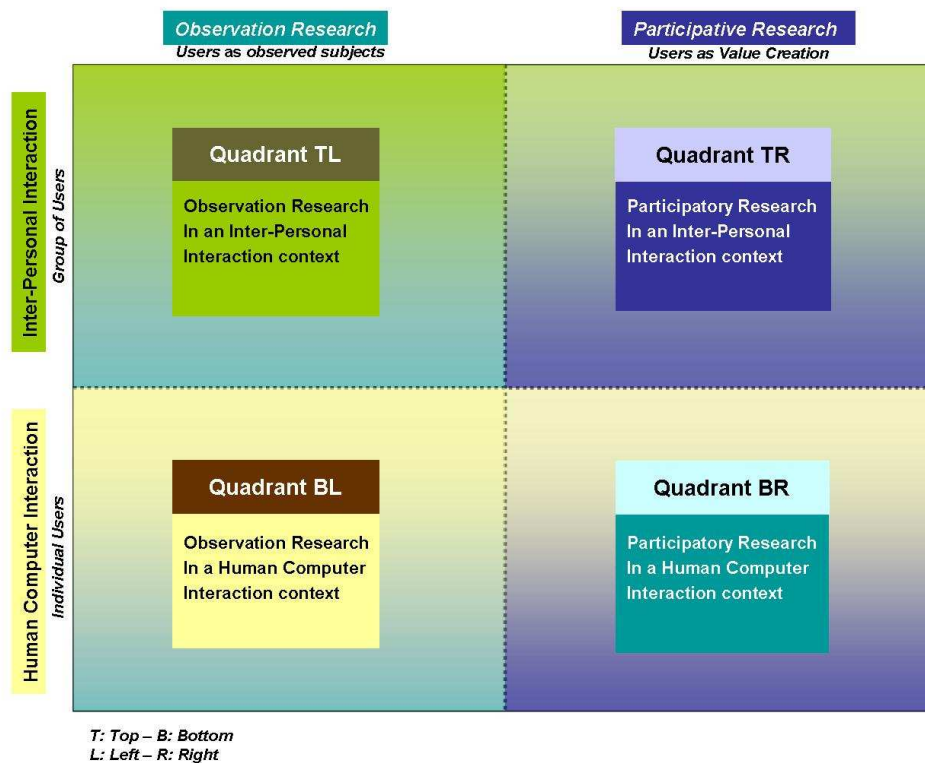 Observation Research
Users as observed subjects
Participative Research
Users as Value Creation
Inter-Personal Interaction
Group of Users
Quadrant TL
Observation Research
In an Inter-Personal
Interaction context
Quadrant TR
Participatory Research
In an Inter-Personal
Interaction context
Human Computer Interaction
Individual Users
Quadrant BL
Observation Research
In a Human Computer
Interaction context
Quadrant BR
Participatory Research
In a Human Computer
Interaction context
T: Top – B: Bottom
L: Left – R: Right